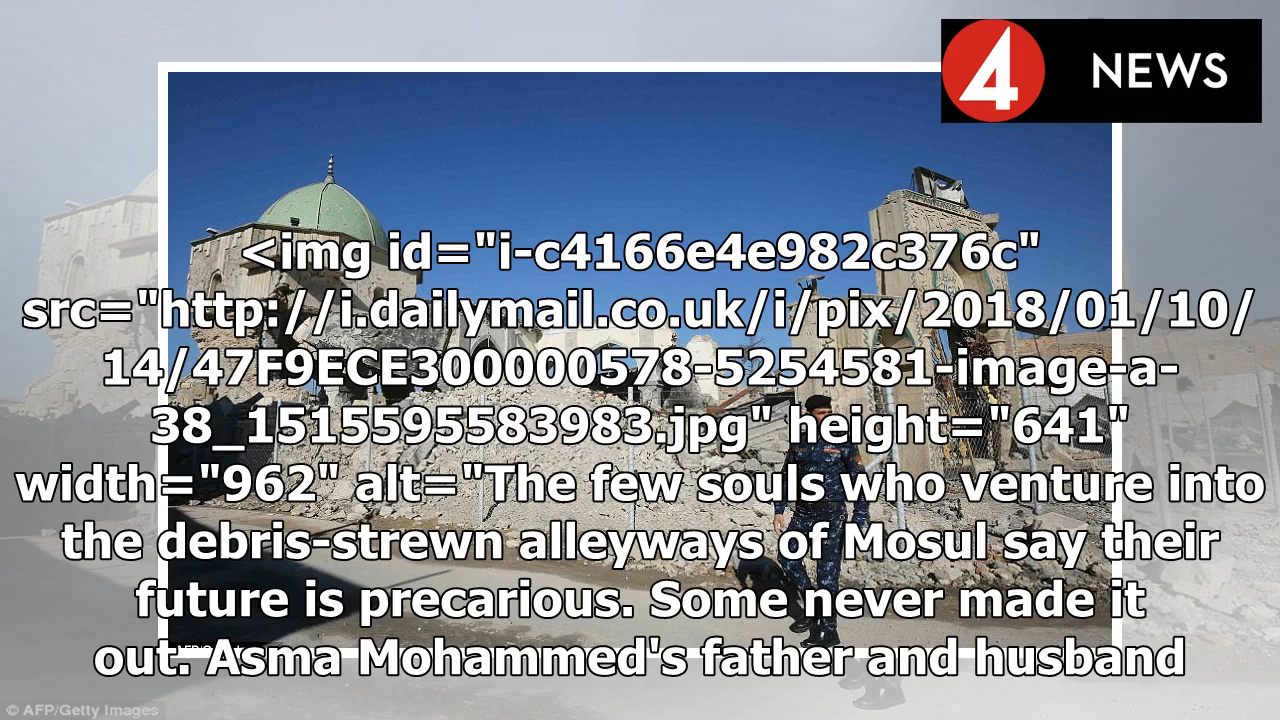 4 NEWS
<img id="i-c4166e4e982c376c"
src="http://i.dailymail.co.uk/i/pix/2018/01/10/
14/47F9ECE300000578-5254581-image-a-
38_1515595583983.jpg" height="641"
width="962" alt="The few souls who venture into
the debris-strewn alleyways of Mosul say their
future is precarious. Some never made it
out. Asma Mohammed's father and husband
© AFP/Getty Images